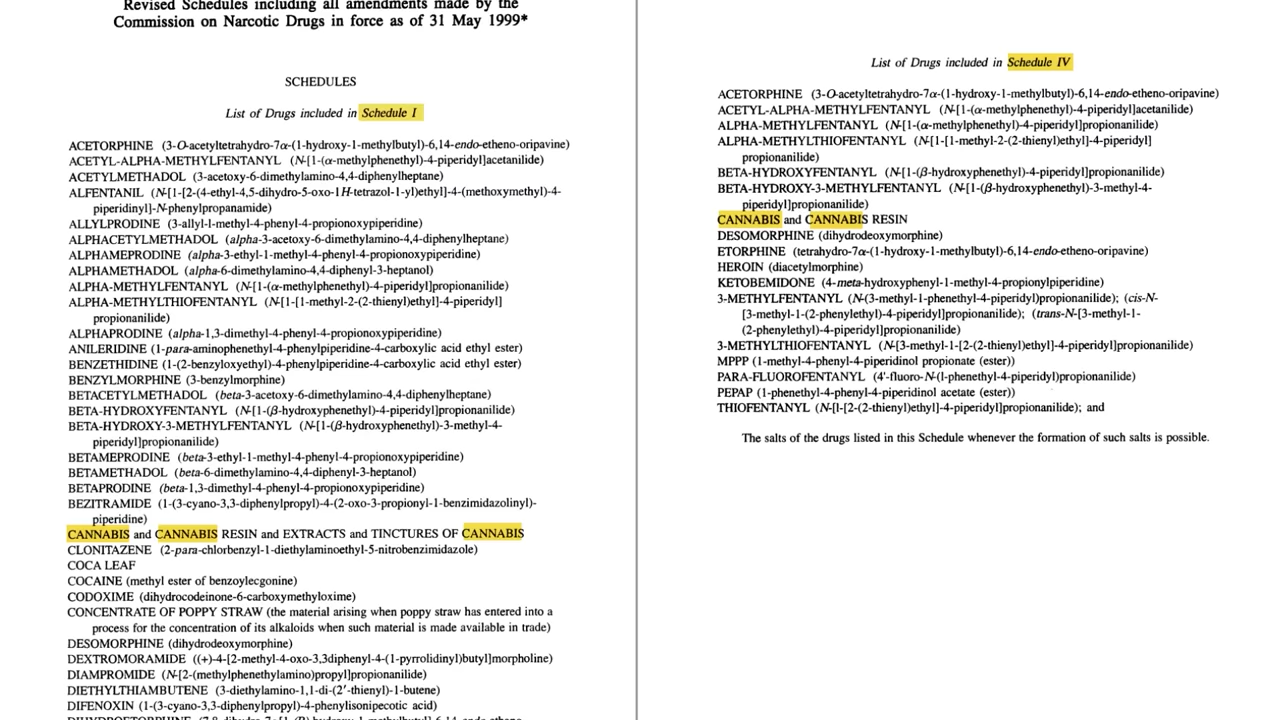 Revised Schedules including all amendments made by the
Commission on Narcotic Drugs in force as of 31 May 1999*
SCHEDULES
List of Drugs included in Schedule I
ACETORPHINE (3-O-acetyltetrahydro-7α-(1-hydroxy-1-methylbutyl)-6,14-endo-etheno-oripavine)
ACETYL-ALPHA-METHYLFENTANYL (N-[1-(α-methylphenethyl)-4-piperidyl]acetanilide)
ACETYLMETHADOL (3-acetoxy-6-dimethylamino-4,4-diphenylheptane)
ALFENTANIL (N-[1-[2-(4-ethyl-4,5-dihydro-5-oxo-1H-tetrazol-1-yl)ethyl]-4-(methoxymethyl)-4-
piperidinyl]-N-phenylpropanamide)
ALLYLPRODINE (3-allyl-l-methyl-4-phenyl-4-propionoxypiperidine)
ALPHACETYLMETHADOL (alpha-3-acetoxy-6-dimethylamino-4,4-diphenylheptane)
ALPHAMEPRODINE (alpha-3-ethyl-1-methyl-4-phenyl-4-propionoxypiperidine)
ALPHAMETHADOL (alpha-6-dimethylamino-4,4-diphenyl-3-heptanol)
ALPHA-METHYLFENTANYL (N-[1-(α-methylphenethyl)-4-piperidyl]propionanilide)
ALPHA-METHYLTHIOFENTANYL (N-[1-[1-methyl-2-(2-thienyl)ethyl]-4-piperidyl]
propionanilide)
ALPHAPRODINE (alpha-1,3-dimethyl-4-phenyl-4-propionoxypiperidine)
ANILERIDINE (1-para-aminophenethyl-4-phenylpiperidine-4-carboxylic acid ethyl ester)
BENZETHIDINE (1-(2-benzyloxyethyl)-4-phenylpiperidine-4-carboxylic acid ethyl ester)
BENZYLMORPHINE (3-benzylmorphine)
BETACETYLMETHADOL (beta-3-acetoxy-6-dimethylamino-4,4-diphenylheptane)
BETA-HYDROXYFENTANYL (N-[1-(β-hydroxyphenethyl)-4-piperidyl]propionanilide)
BETA-HYDROXY-3-METHYLFENTANYL (N-[1-(β-hydroxyphenethyl)-3-methyl-4-
piperidyl]propionanilide)
BETAMEPRODINE (beta-3-ethyl-1-methyl-4-phenyl-4-propionoxypiperidine)
BETAMETHADOL (beta-6-dimethylamino-4,4-diphenyl-3-heptanol)
BETAPRODINE (beta-1,3-dimethyl-4-phenyl-4-propionoxypiperidine)
BEZITRAMIDE (1-(3-cyano-3,3-diphenylpropyl)-4-(2-oxo-3-propionyl-1-benzimidazolinyl)-
piperidine)
CANNABIS and CANNABIS RESIN and EXTRACTS and TINCTURES OF CANNABIS
CLONITAZENE (2-para-chlorbenzyl-1-diethylaminoethyl-5-nitrobenzimidazole)
COCA LEAF
COCAINE (methyl ester of benzoylecgonine)
CODOXIME (dihydrocodeinone-6-carboxymethyloxime)
CONCENTRATE OF POPPY STRAW (the material arising when poppy straw has entered into a
process for the concentration of its alkaloids when such material is made available in trade)
DESOMORPHINE (dihydrodeoxymorphine)
DEXTROMORAMIDE ((+)-4-[2-methyl-4-oxo-3,3diphenyl-4-(1-pyrrolidinyl)butyl]morpholine)
DIAMPROMIDE (N-[2-(methylphenethylamino)propyl]propionanilide)
DIETHYLTHIAMBUTENE (3-diethylamino-1,1-di-(2′-thienyl)-1-butene)
DIFENOXIN (1-(3-cyano-3,3-diphenylpropyl)-4-phenylisonipecotic acid)
List of Drugs included in Schedule IV
ACETORPHINE (3-O-acetyltetrahydro-7α-(1-hydroxy-1-methylbutyl)-6,14-endo-etheno-oripavine)
ACETYL-ALPHA-METHYLFENTANYL (N-[1-(α-methylphenethyl)-4-piperidyl]acetanilide)
ALPHA-METHYLFENTANYL (N-[1-(α-methylphenethyl)-4-piperidyl]propionanilide)
ALPHA-METHYLTHIOFENTANYL (N-[1-[1-methyl-2-(2-thienyl)ethyl]-4-piperidyl]
propionanilide)
BETA-HYDROXYFENTANYL (N-[1-(β-hydroxyphenethyl)-4-piperidyl]propionanilide)
BETA-HYDROXY-3-METHYLFENTANYL (N-[1-(β-hydroxyphenethyl)-3-methyl-4-
piperidyl]propionanilide)
CANNABIS and CANNABIS RESIN
DESOMORPHINE (dihydrodeoxymorphine)
ETORPHINE (tetrahydro-7α-(1-hydroxy-1-methylbutyl)-6,14-endo-etheno-oripavine)
HEROIN (diacetylmorphine)
KETOBEMIDONE (4-meta-hydroxyphenyl-1-methyl-4-propionylpiperidine)
3-METHYLFENTANYL (N-(3-methyl-1-phenethyl-4-piperidyl)propionanilide); (cis-N-
[3-methyl-1-(2-phenylethyl)-4-piperidyl]propionanilide); (trans-N-[3-methyl-1-
(2-phenylethyl)-4-piperidyl]propionanilide)
3-METHYLTHIOFENTANYL (N-[3-methyl-1-[2-(2-thienyl)ethyl]-4-piperidyl]propionanilide)
MPPP (1-methyl-4-phenyl-4-piperidinol propionate (ester))
PARA-FLUOROFENTANYL (4'-fluoro-N-(l-phenethyl-4-piperidyl)propionanilide)
PEPAP (1-phenethyl-4-phenyl-4-piperidinol acetate (ester))
THIOFENTANYL (N-[l-[2-(2-thienyl)ethyl]-4-piperidyl]propionanilide); and
The salts of the drugs listed in this Schedule whenever the formation of such salts is possible.